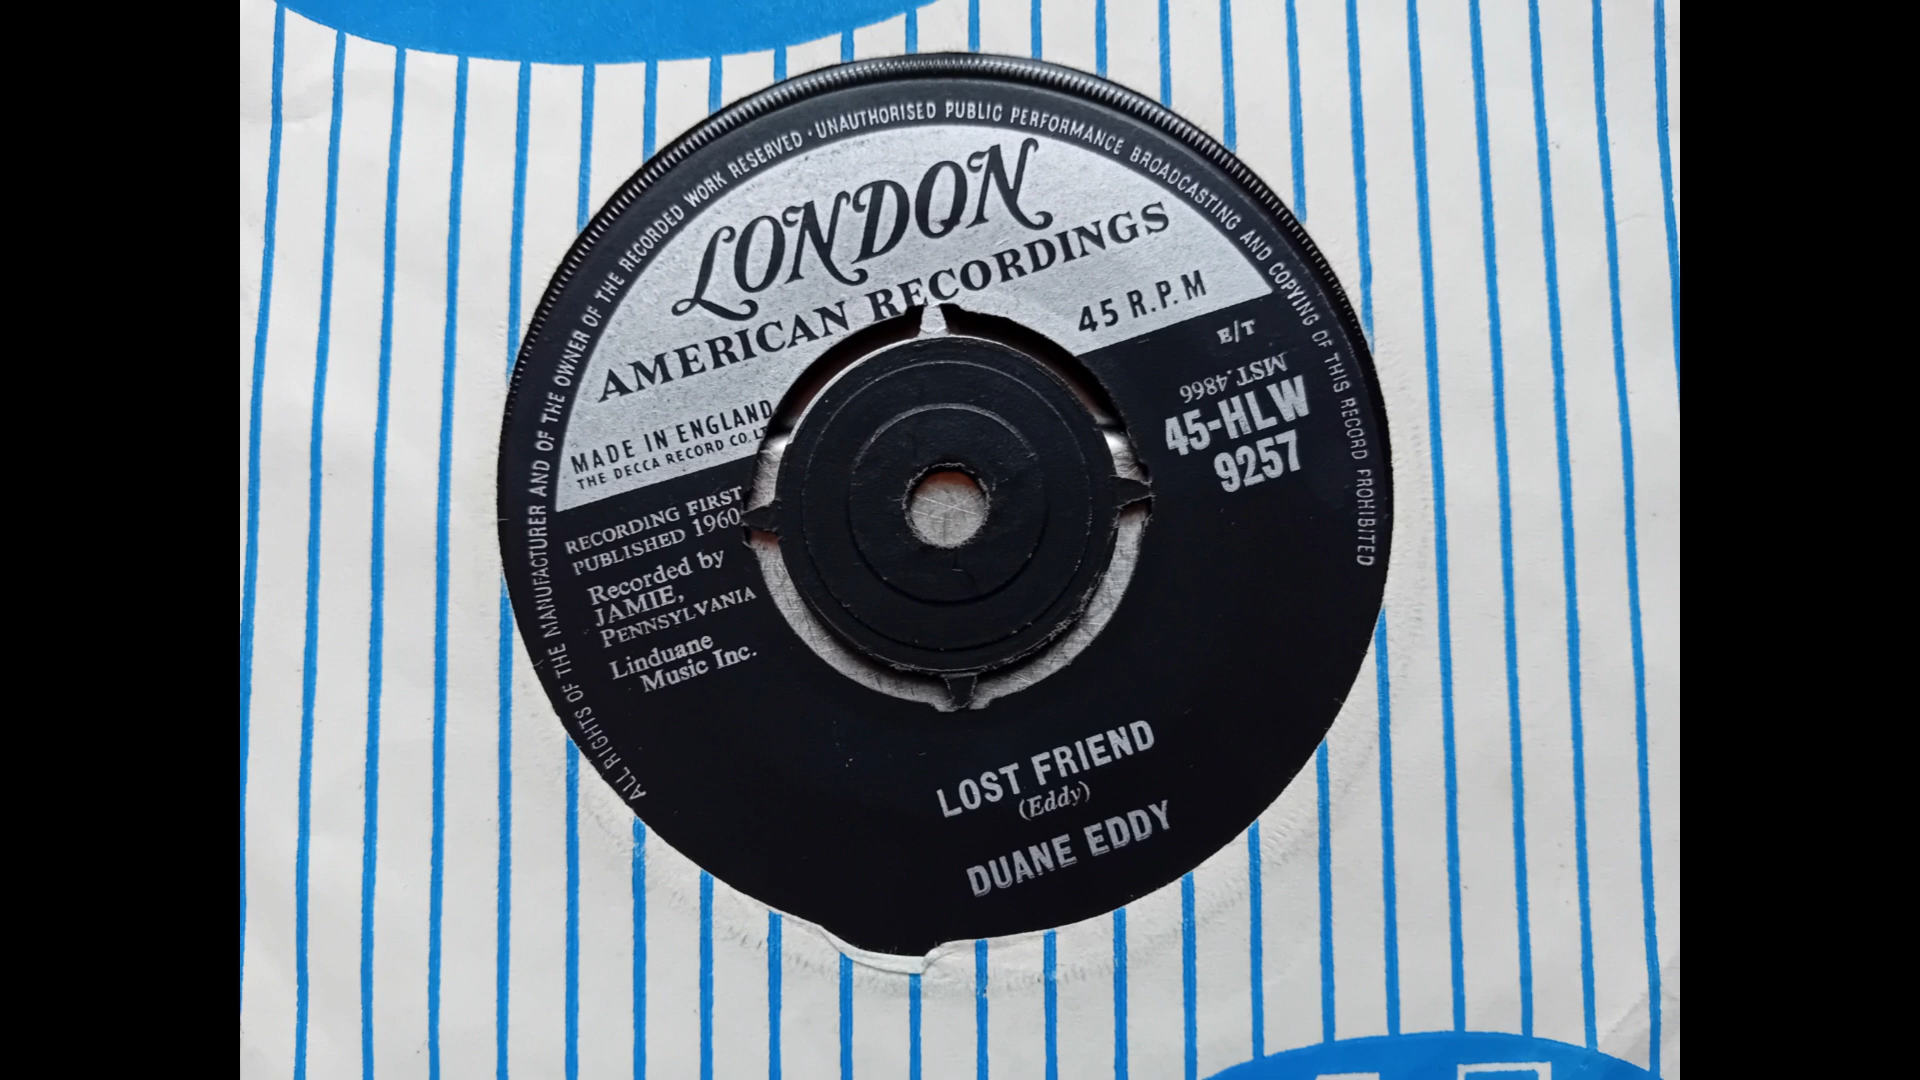 ALL RIGHTS OF THE MANUFACTURER AND OF THE OWNER OF THE RECORDED WORK RESERVED · UNAUTHORISED PUBLIC PERFORMANCE BROADCASTING AND COPYING OF THIS RECORD PROHIBITED
LONDON
AMERICAN RECORDINGS
45 R.P.M
MADE IN ENGLAND
THE DECCA RECORD CO. LT
E/T
MST.4866
45-HLW
9257
RECORDING FIRST
PUBLISHED 1960
Recorded by
JAMIE,
PENNSYLVANIA
Linduane
Music Inc.
LOST FRIEND
(Eddy)
DUANE EDDY